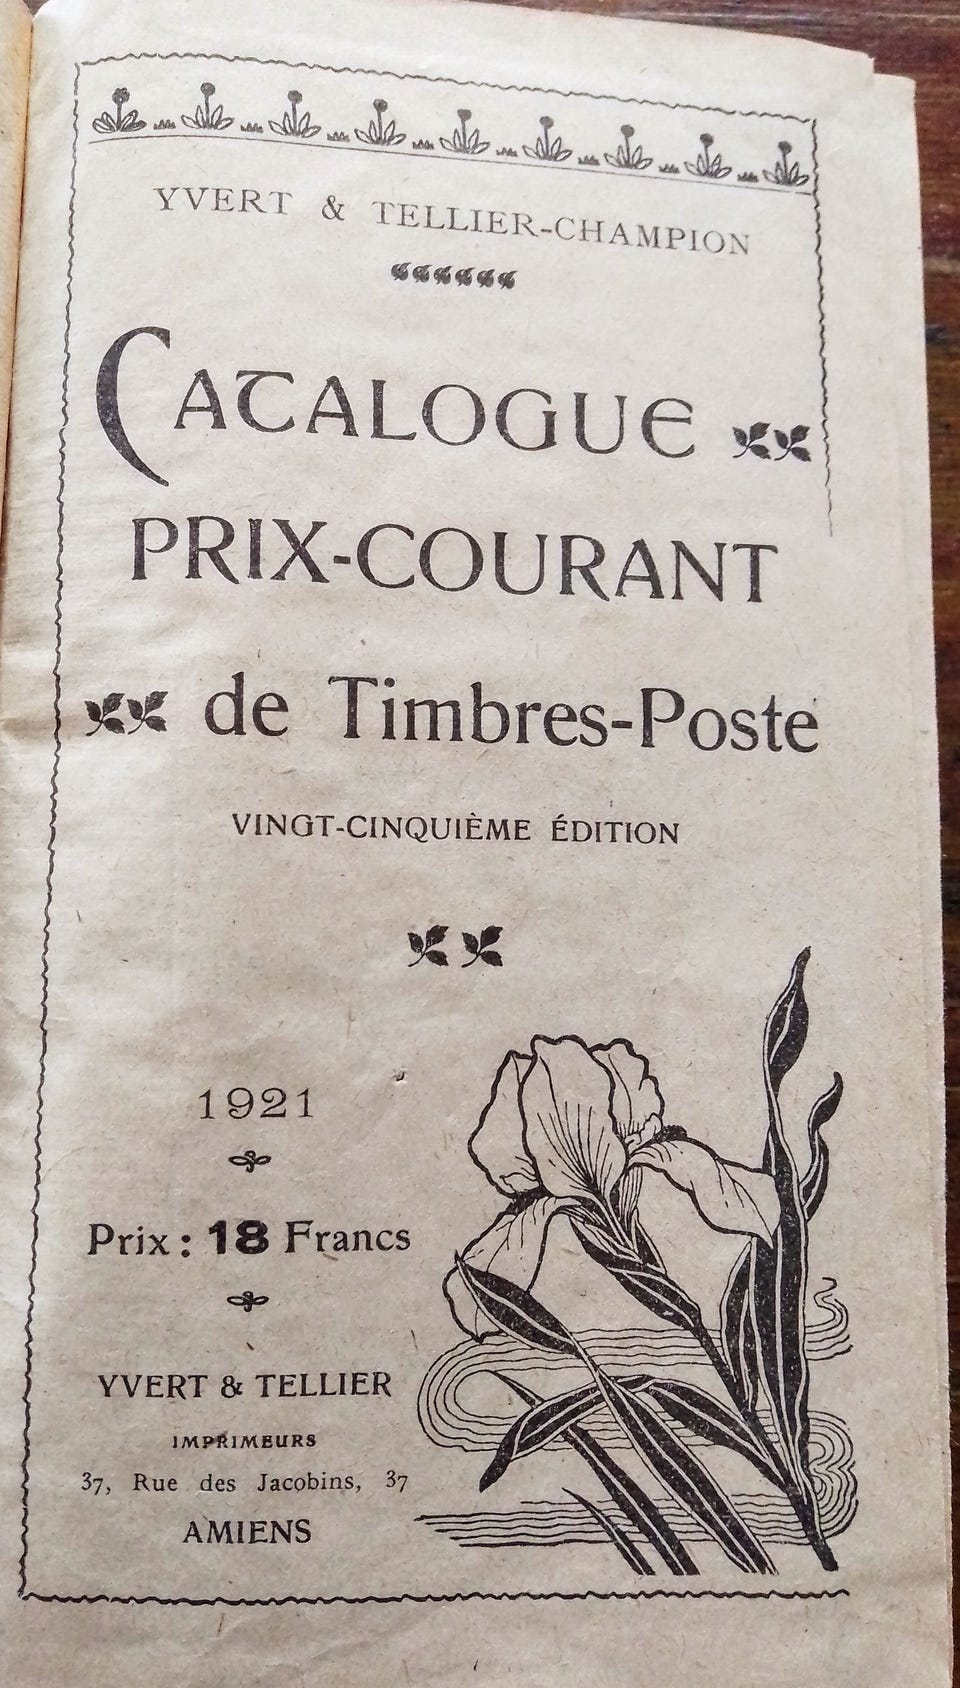 YVERT & TELLIER-CHAMPION
CATALOGUE
PRIX-COURANT
de Timbres-Poste
VINGT-CINQUIÈME ÉDITION
1921
Prix : 18 Francs
YVERT & TELLIER
IMPRIMEURS
37, Rue des Jacobins, 37
AMIENS